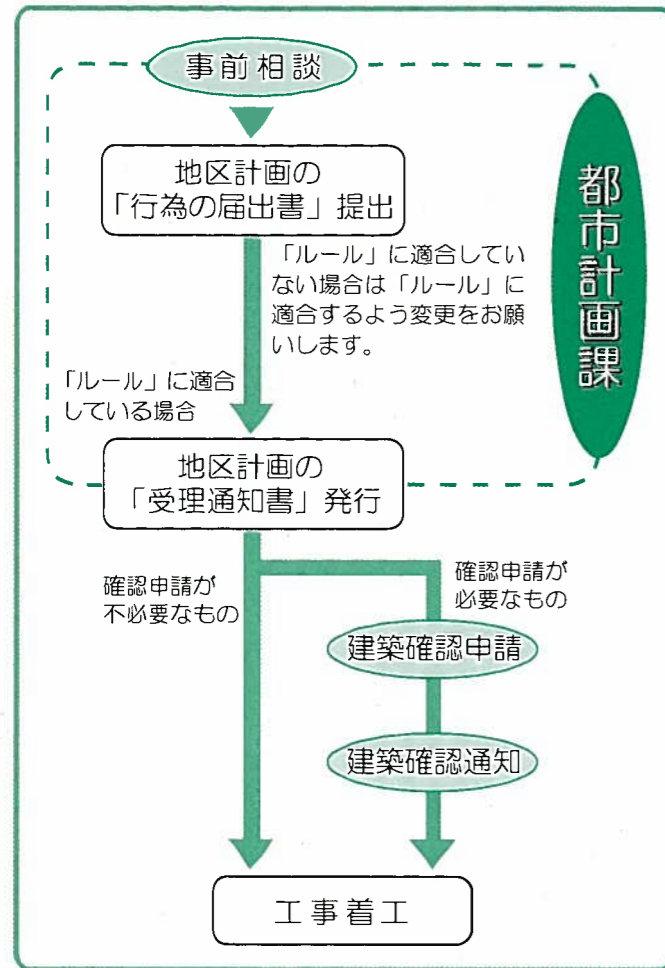 事前相談
地区計画の
「行為の届出書」提出
都市計画課
「ルール」に適合してい
ない場合は「ルール」に
適合するよう変更をお願
いします。
「ルール」に適合
している場合
地区計画の
「受理通知書」発行
確認申請が
不必要なもの
確認申請が
必要なもの
建築確認申請
建築確認通知
工事着工